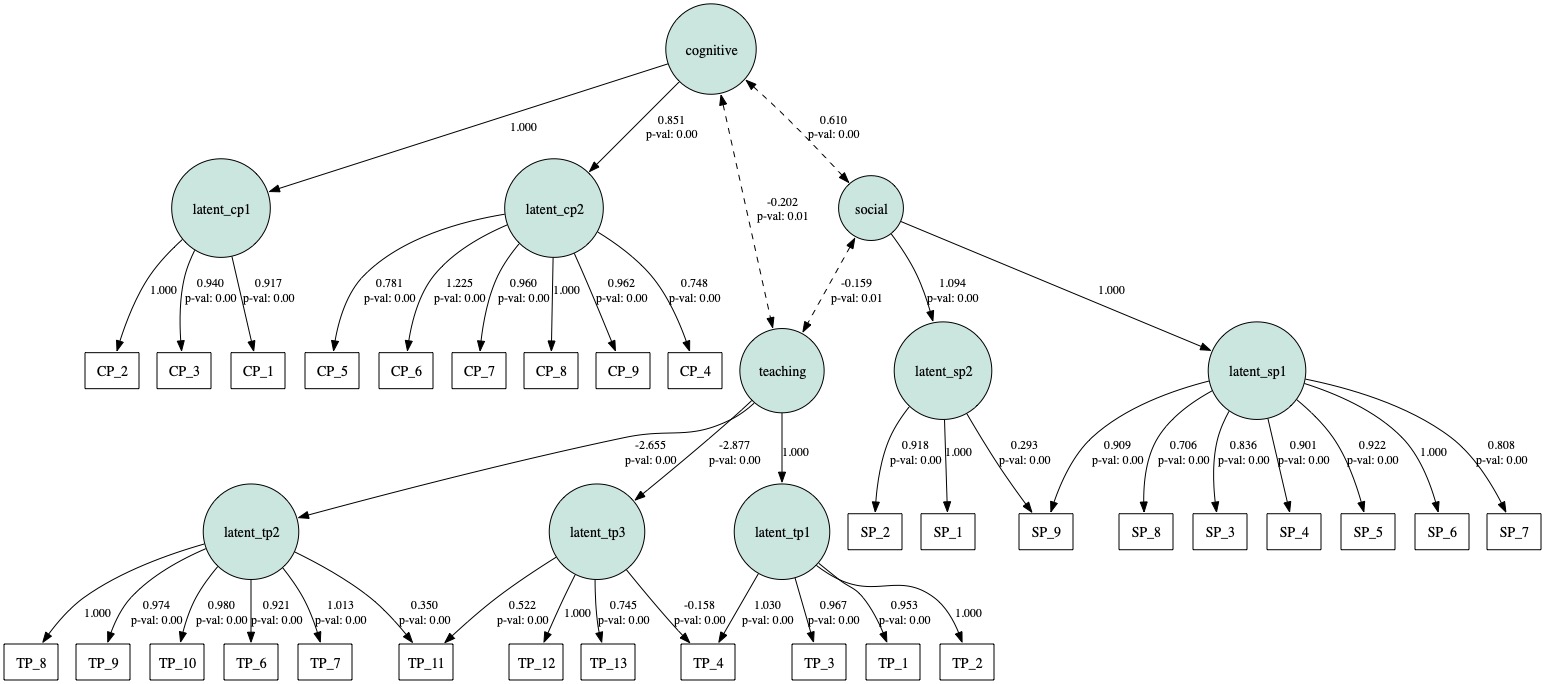 cognitive
1.000
0.851
p-val: 0.00
0.610
p-val: 0.00
latent_cp1
latent_cp2
-0.202
p-val: 0.01
social
1.000
0.940
p-val: 0.00
0.917
p-val: 0.00
0.781
p-val: 0.00
1.225
p-val: 0.00
0.960
p-val: 0.00
1.000
0.962
p-val: 0.00
0.748
p-val: 0.00
-0.159
p-val: 0.01
1.094
p-val: 0.00
1.000
CP_2
CP_3
CP_1
CP_5
CP_6
CP_7
CP_8
CP_9
CP_4
teaching
latent_sp2
latent_sp1
-2.655
p-val: 0.00
-2.877
p-val: 0.00
1.000
0.918
p-val: 0.00
1.000
0.293
p-val: 0.00
0.909
p-val: 0.00
0.706
p-val: 0.00
0.836
p-val: 0.00
0.901
p-val: 0.00
0.922
p-val: 0.00
1.000
0.808
p-val: 0.00
latent_tp2
latent_tp3
latent_tp1
SP_2
SP_1
SP_9
SP_8
SP_3
SP_4
SP_5
SP_6
SP_7
1.000
0.974
p-val: 0.00
0.980
p-val: 0.00
0.921
p-val: 0.00
1.013
p-val: 0.00
0.350
p-val: 0.00
0.522
p-val: 0.00
1.000
0.745
p-val: 0.00
-0.158
p-val: 0.00
1.030
p-val: 0.00
0.967
p-val: 0.00
0.953
p-val: 0.00
1.000
TP_8
TP_9
TP_10
TP_6
TP_7
TP_11
TP_12
TP_13
TP_4
TP_3
TP_1
TP_2